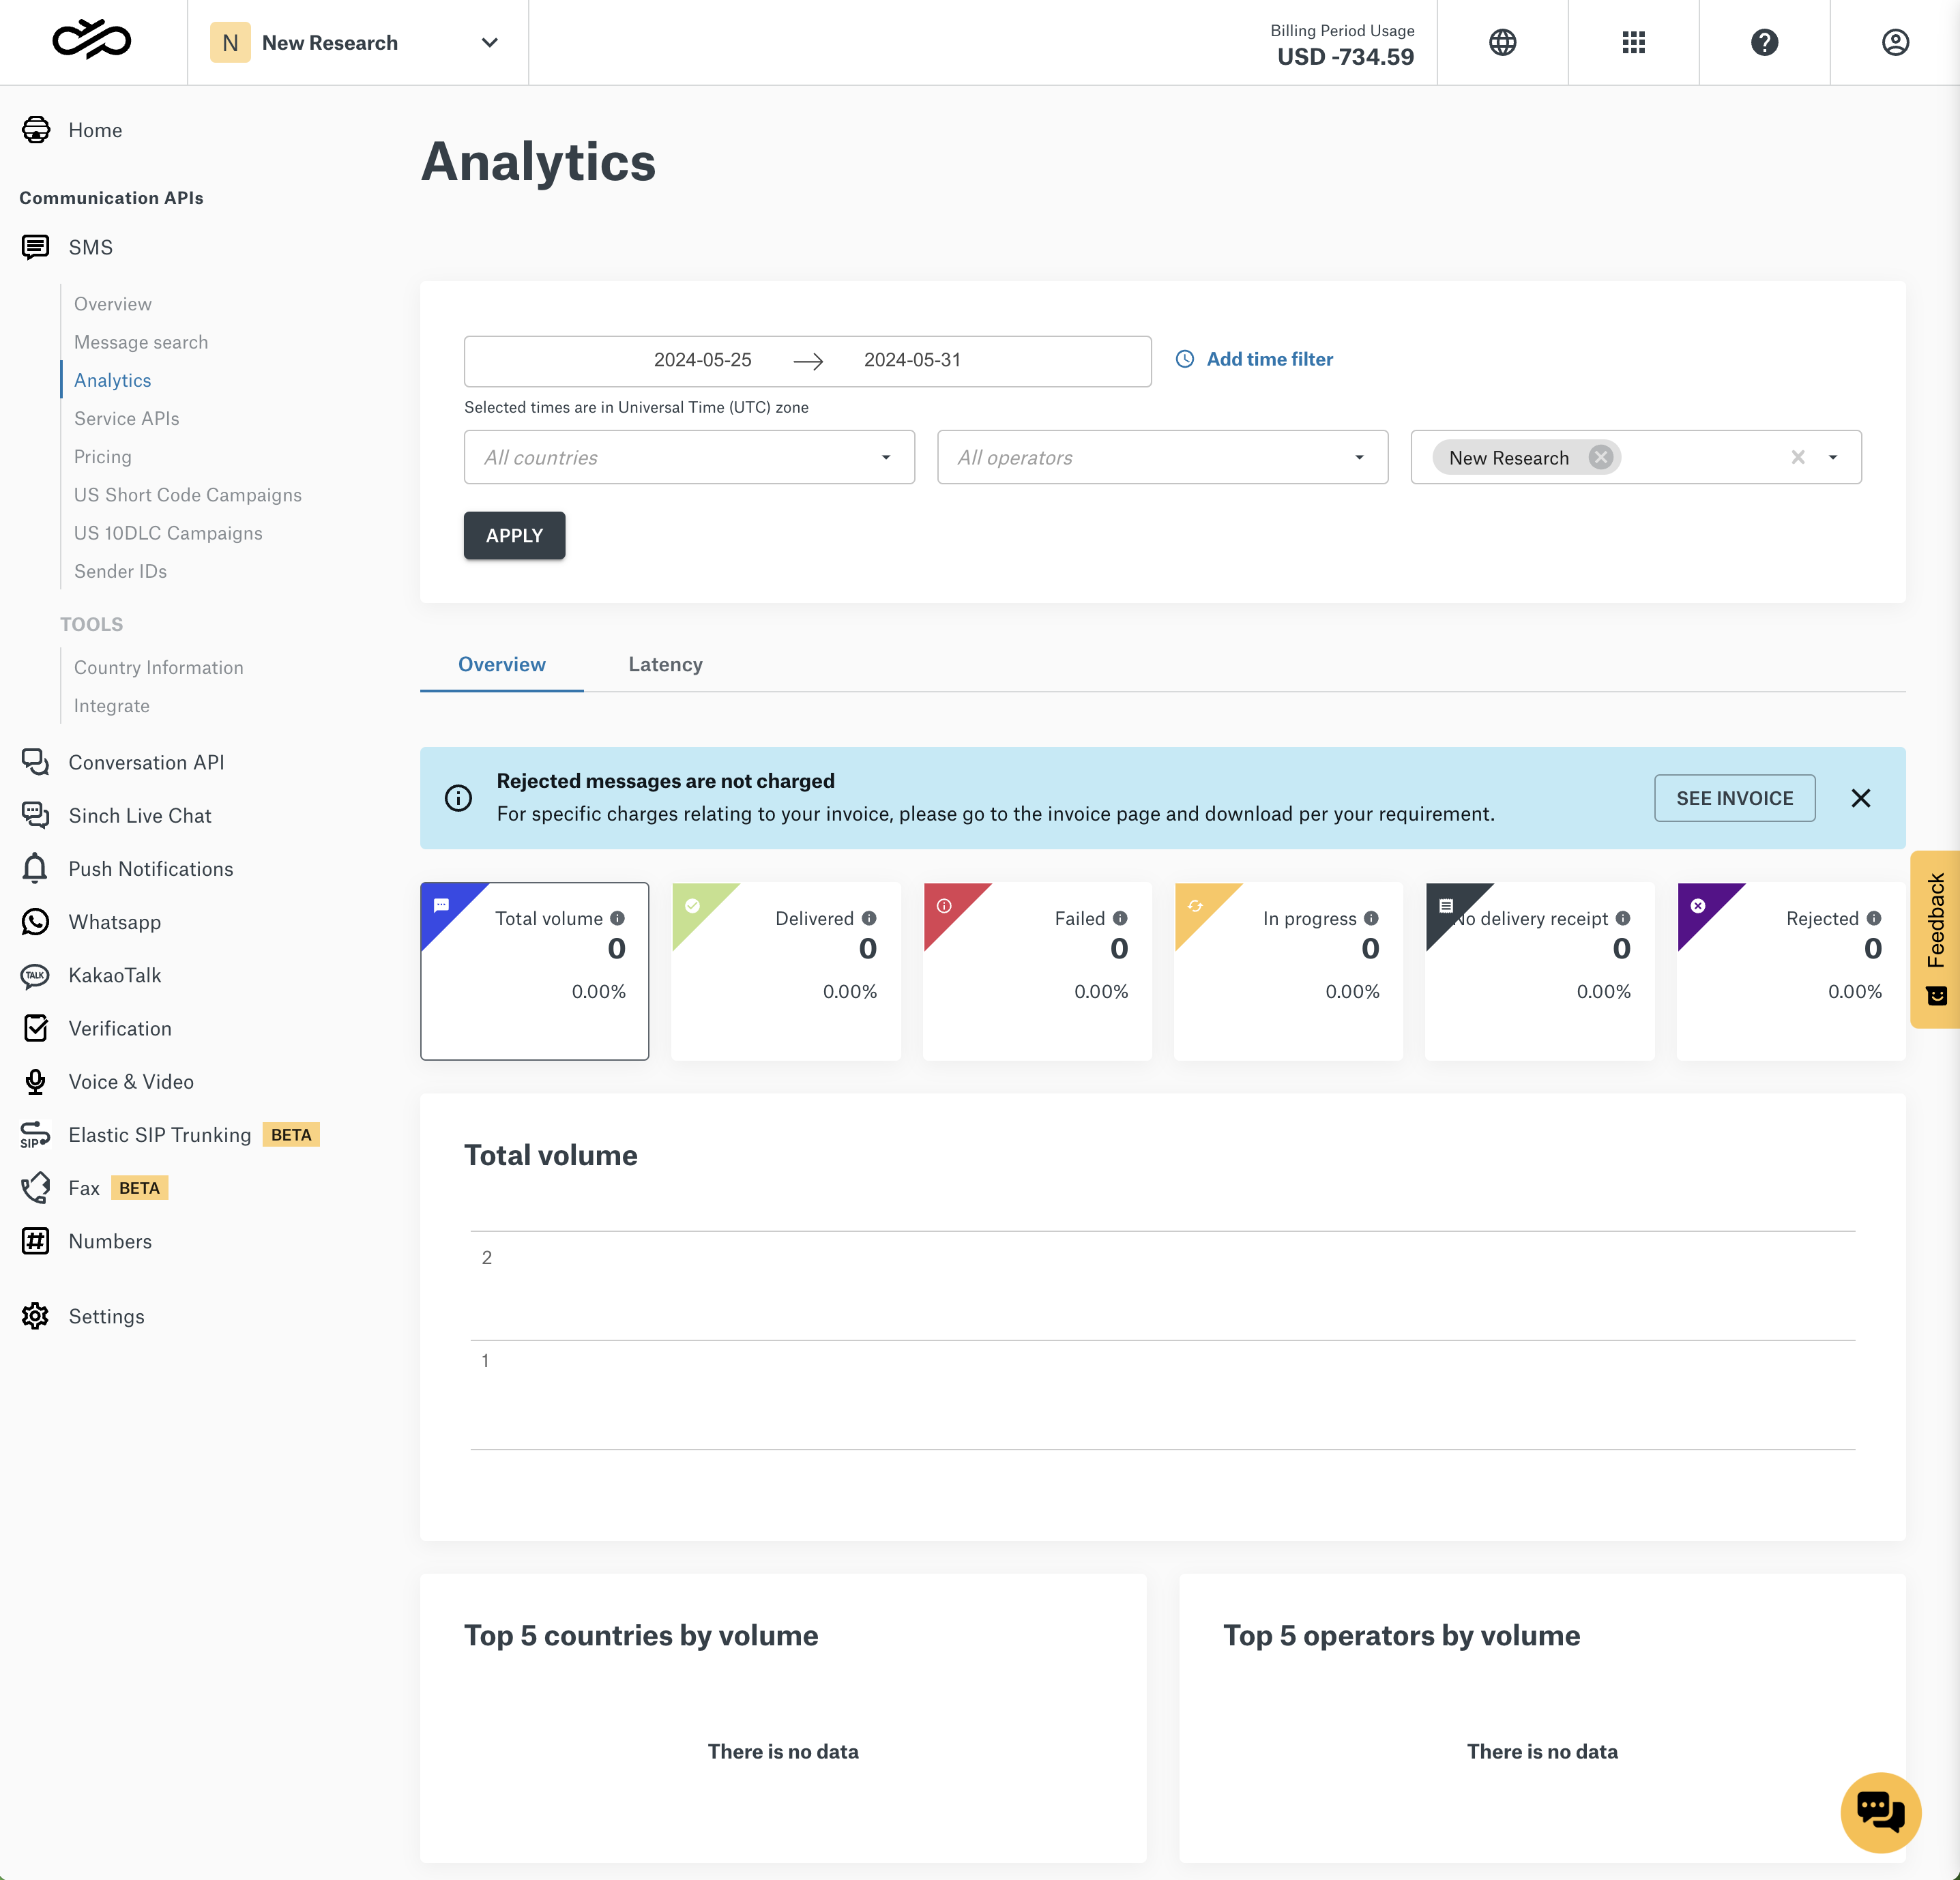 N New Research
Billing Period Usage
USD -734.59
Home
Communication APIs
SMS
Overview
Message search
Analytics
Service APIs
Pricing
US Short Code Campaigns
US 10DLC Campaigns
Sender IDs
TOOLS
Country Information
Integrate
Conversation API
Sinch Live Chat
Push Notifications
Whatsapp
TALK KakaoTalk
Verification
Voice & Video
SIP Elastic SIP Trunking BETA
Fax BETA
Numbers
Settings
Analytics
2024-05-25 → 2024-05-31
Add time filter
Selected times are in Universal Time (UTC) zone
All countries
All operators
New Research
APPLY
Overview Latency
Rejected messages are not charged
For specific charges relating to your invoice, please go to the invoice page and download per your requirement.
SEE INVOICE
Total volume
0
0.00%
Delivered
0
0.00%
Failed
0
0.00%
In progress
0
0.00%
No delivery receipt
0
0.00%
Rejected
0
0.00%
Feedback
Total volume
2
1
Top 5 countries by volume
There is no data
Top 5 operators by volume
There is no data